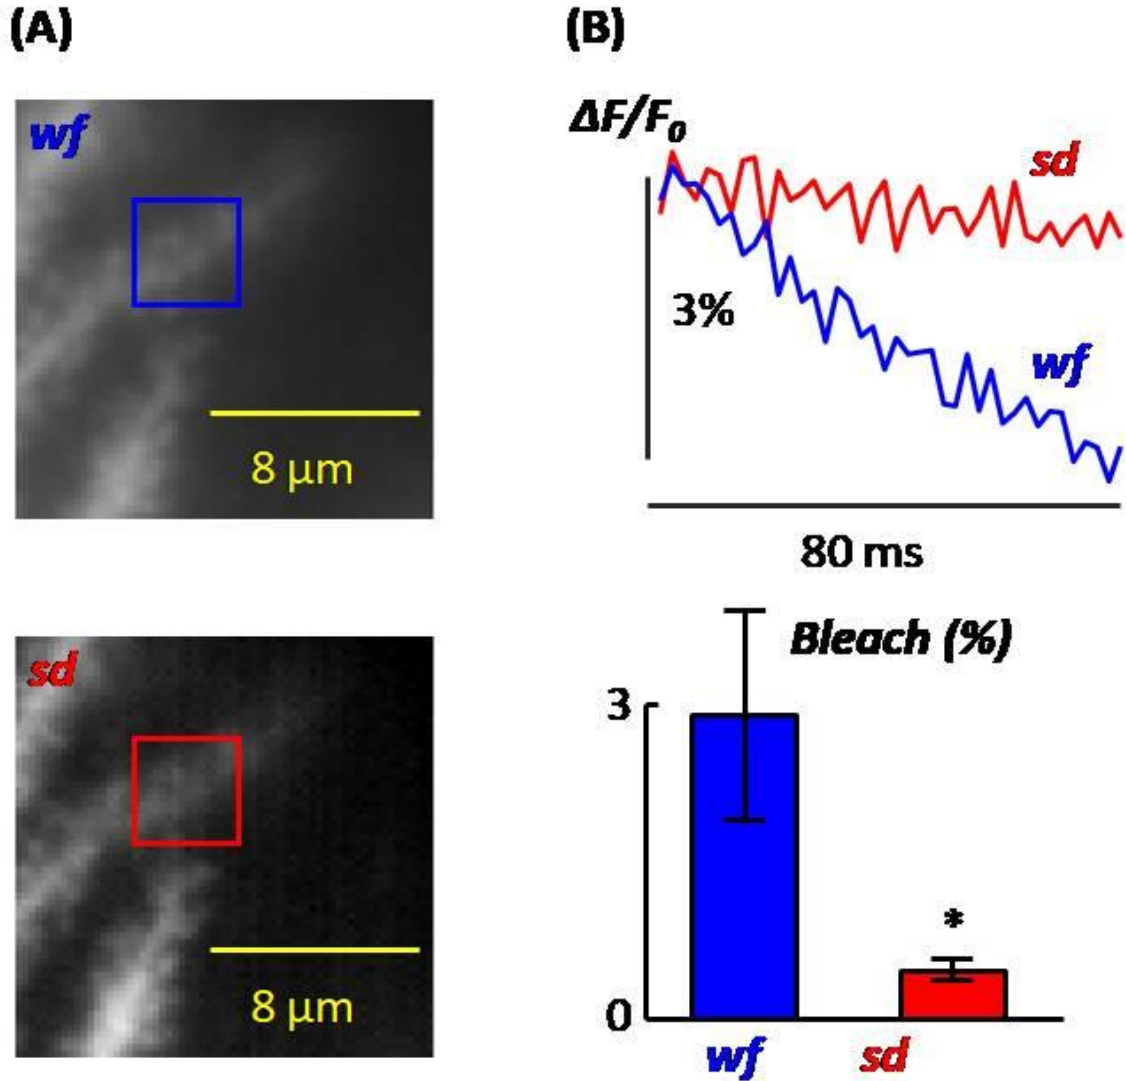 (A)
wf
8 µm
sd
8 µm
(B)
ΔF/F₀
sd
3%
wf
80 ms
Bleach (%)
3
*
0
wf sd